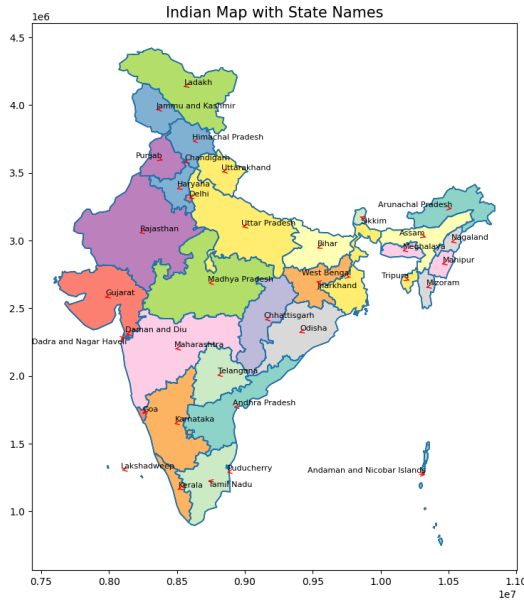 Indian Map with State Names
1e6
4.5
Ladakh
4.0
Jammu and Kashmir
Himachal Pradesh
Punjab
Chandigarh
3.5
Uttarakhand
Haryana
Delhi
Arunachal Pradesh
Sikkim
Uttar Pradesh
Rajasthan
Assam
Nagaland
3.0
Bihar
Meghalaya
Manipur
West Bengal
Tripura
Madhya Pradesh
Jharkhand
Mizoram
Gujarat
2.5
Chhattisgarh
Daman and Diu
Odisha
Dadra and Nagar Haveli
Maharashtra
2.0
Telangana
Andhra Pradesh
Goa
Karnataka
1.5
Lakshadweep
Puducherry
Andaman and Nicobar Islands
Kerala
Tamil Nadu
1.0
0.75 0.80 0.85 0.90 0.95 1.00 1.05 1.10
1e7